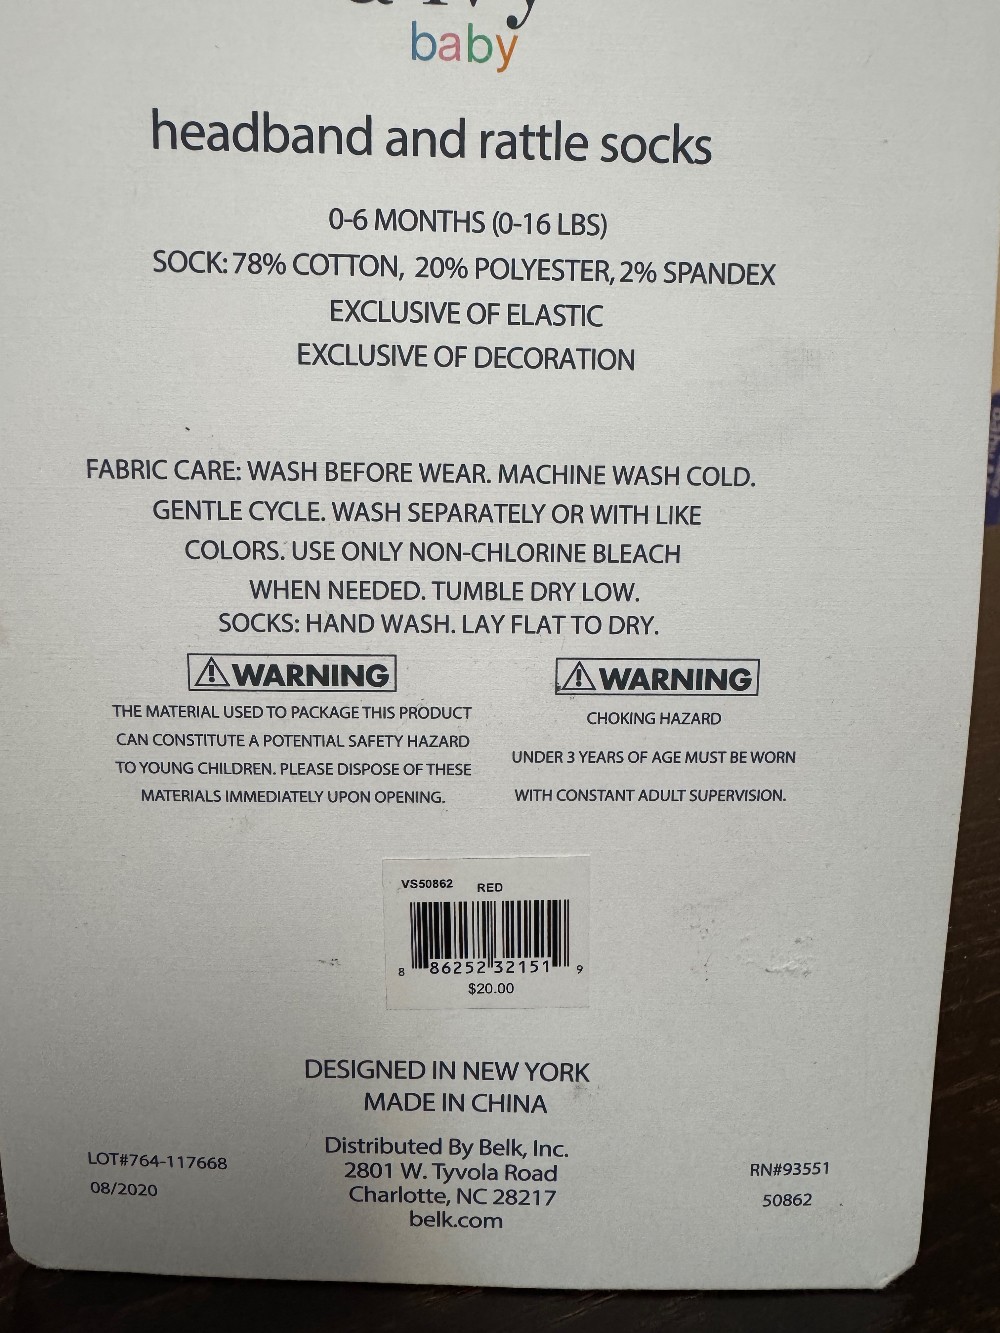 baby
headband and rattle socks
0-6 MONTHS (0-16 LBS)
SOCK: 78% COTTON, 20% POLYESTER, 2% SPANDEX
EXCLUSIVE OF ELASTIC
EXCLUSIVE OF DECORATION
FABRIC CARE: WASH BEFORE WEAR. MACHINE WASH COLD.
GENTLE CYCLE. WASH SEPARATELY OR WITH LIKE
COLORS. USE ONLY NON-CHLORINE BLEACH
WHEN NEEDED. TUMBLE DRY LOW.
SOCKS: HAND WASH. LAY FLAT TO DRY.
⚠WARNING
THE MATERIAL USED TO PACKAGE THIS PRODUCT
CAN CONSTITUTE A POTENTIAL SAFETY HAZARD
TO YOUNG CHILDREN. PLEASE DISPOSE OF THESE
MATERIALS IMMEDIATELY UPON OPENING.
⚠WARNING
CHOKING HAZARD
UNDER 3 YEARS OF AGE MUST BE WORN
WITH CONSTANT ADULT SUPERVISION.
VS50862 RED
8 86252 32151 9
$20.00
DESIGNED IN NEW YORK
MADE IN CHINA
Distributed By Belk, Inc.
2801 W. Tyvola Road
Charlotte, NC 28217
belk.com
LOT#764-117668
08/2020
RN#93551
50862